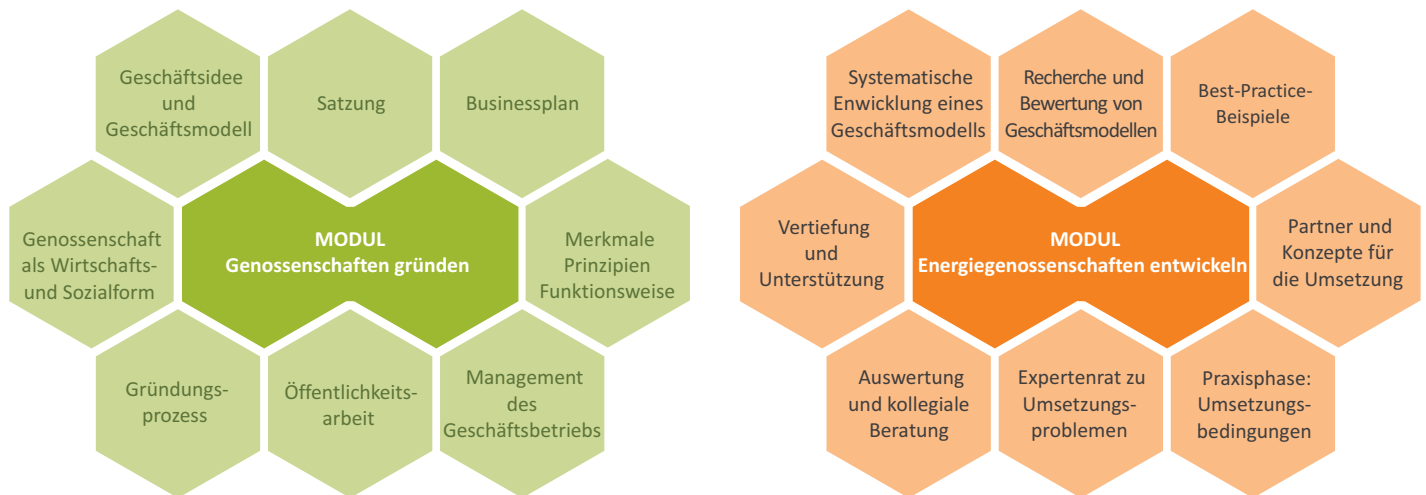 Geschäftsidee
und
Geschäftsmodell
Satzung
Businessplan
Genossenschaft
als Wirtschafts-
und Sozialform
MODUL
Genossenschaften gründen
Merkmale
Prinzipien
Funktionsweise
Gründungs-
prozess
Öffentlichkeits-
arbeit
Management
des
Geschäftsbetriebs
Systematische
Enwicklung eines
Geschäftsmodells
Recherche und
Bewertung von
Geschäftsmodellen
Best-Practice-
Beispiele
Vertiefung
und
Unterstützung
MODUL
Energiegenossenschaften entwickeln
Partner und
Konzepte für
die Umsetzung
Auswertung
und kollegiale
Beratung
Expertenrat zu
Umsetzungs-
problemen
Praxisphase:
Umsetzungs-
bedingungen